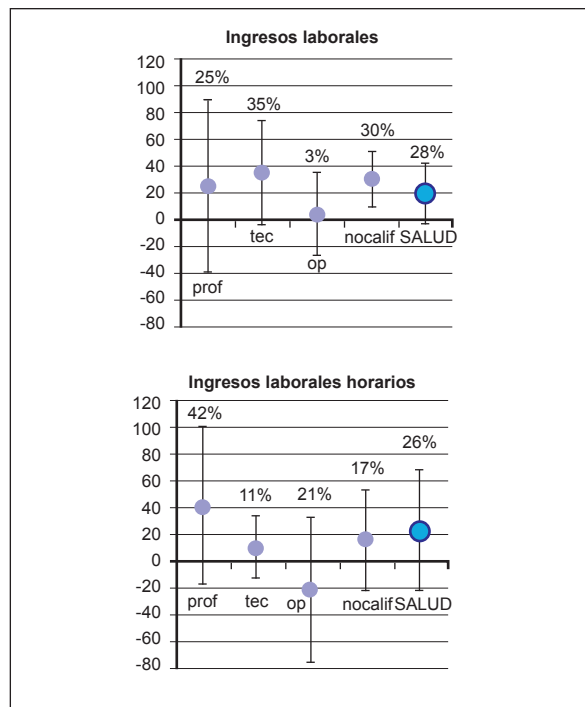 Ingresos laborales
120
100
80
60
40
20
0
-20
-40
-60
-80
25%
35%
3%
30%
28%
prof
tec
op
nocalif
SALUD
Ingresos laborales horarios
120
100
80
60
40
20
0
-20
-40
-60
-80
42%
11%
21%
17%
26%
prof
tec
op
nocalif
SALUD